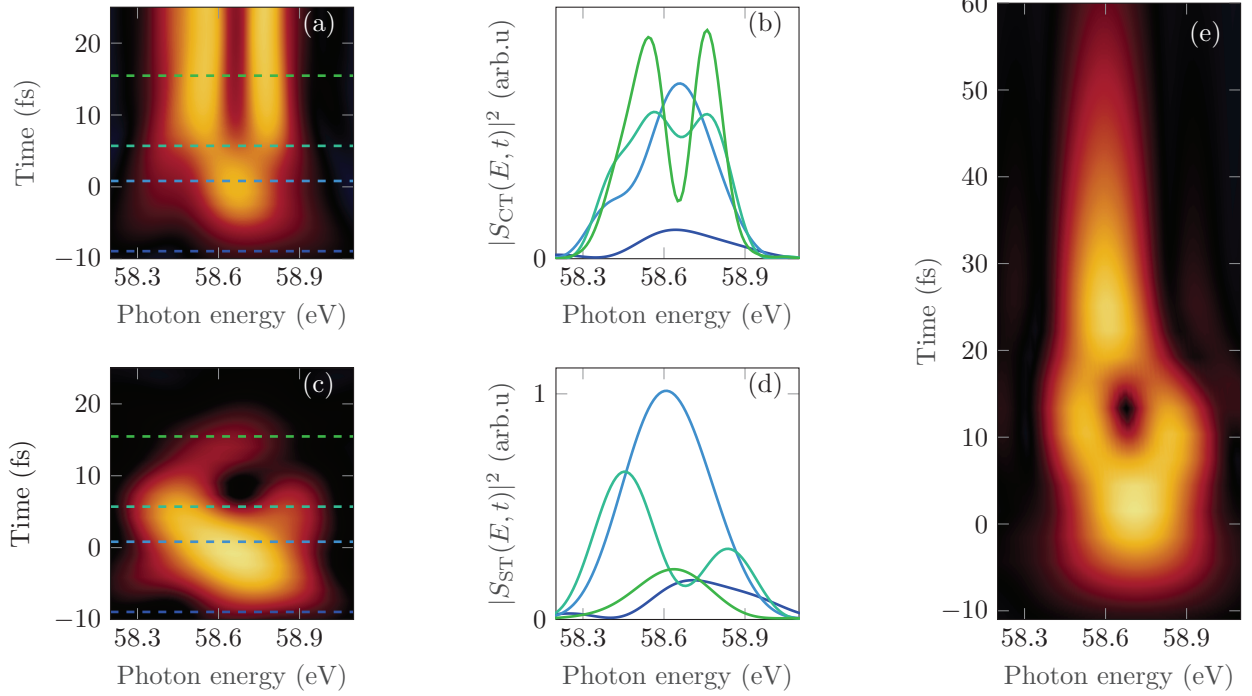 (a)
20
10
0
−10
Time (fs)
58.3 58.6 58.9
Photon energy (eV)
(b)
0
|S_CT(E, t)|² (arb.u)
58.3 58.6 58.9
Photon energy (eV)
(c)
20
10
0
−10
Time (fs)
58.3 58.6 58.9
Photon energy (eV)
(d)
1
0
|S_ST(E, t)|² (arb.u)
58.3 58.6 58.9
Photon energy (eV)
(e)
60
50
40
30
20
10
0
−10
Time (fs)
58.3 58.6 58.9
Photon energy (eV)